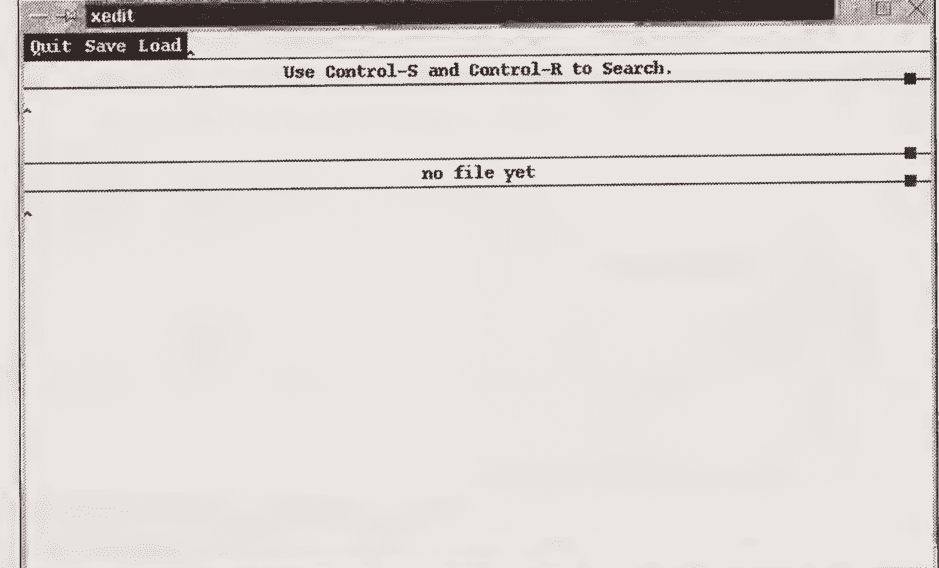 xedit
Quit Save Load
Use Control-S and Control-R to Search.
no file yet